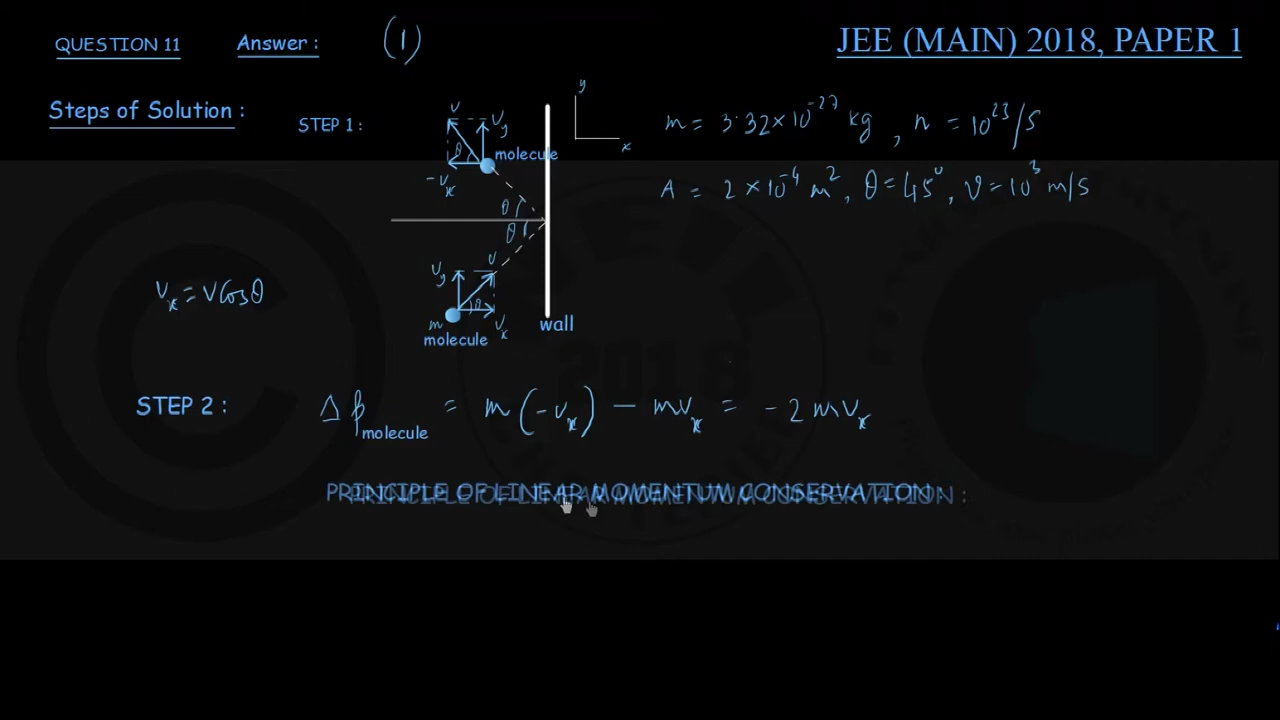 QUESTION 11 Answer : (1) JEE (MAIN) 2018, PAPER 1
Steps of Solution :
STEP 1 :
v
v_y
θ
molecule
-v_x
y
x
m = 3.32 × 10^-27 kg , n = 10^23/s
A = 2 × 10^-4 m^2, θ = 45°, v = 10^3 m/s
θ
θ
v
v_y
θ
m
v_x
molecule
wall
v_x = v Cosθ
2018
STEP 2 : Δp_molecule = m(-v_x) - mv_x = -2mv_x
PRINCIPLE OF LINEAR MOMENTUM CONSERVATION :